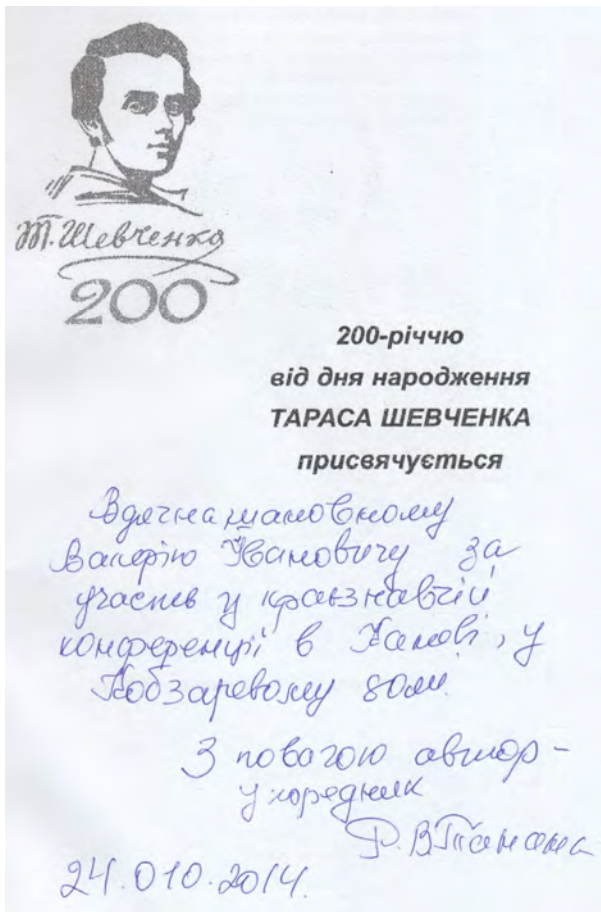 Т. Шевченко
200
200-річчю
від дня народження
ТАРАСА ШЕВЧЕНКА
присвячується
Вдячна шановному
Валерію Івановичу за
участь у краєзнавчій
конференції в Каневі, у
Кобзаревому домі.
З повагою автор-
упорядник
24.010.2014.